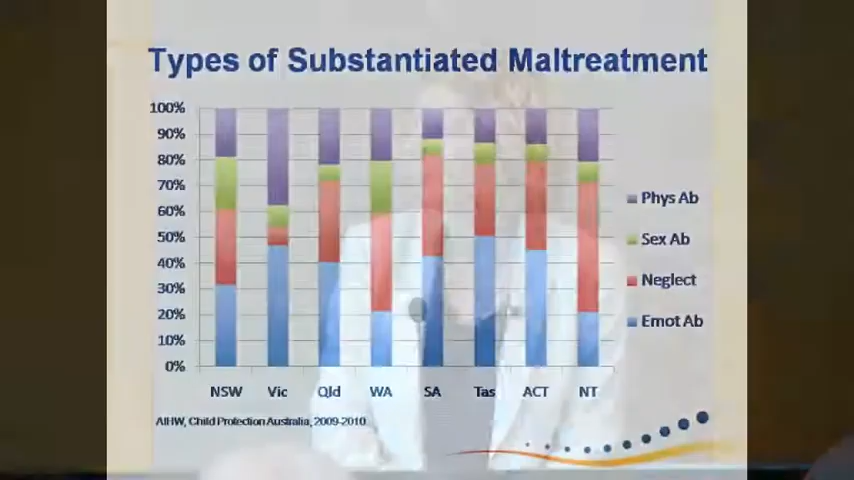 Types of Substantiated Maltreatment
100%
90%
80%
70%
60%
50%
40%
30%
20%
10%
0%
NSW Vic Qld WA SA Tas ACT NT
Phys Ab
Sex Ab
Neglect
Emot Ab
AIHW, Child Protection Australia, 2009-2010.